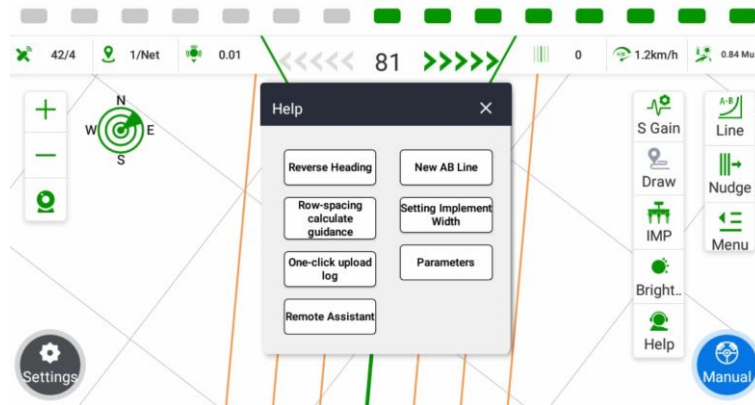 42/4
1/Net
0.01
81
0
1.2km/h
0.84 Mu
N
W
E
S
Help
Reverse Heading
New AB Line
Row-spacing
calculate
guidance
Setting Implement
Width
One-click upload
log
Parameters
Remote Assistant
S Gain
Draw
IMP
Bright..
Help
A-B
Line
Nudge
Menu
Settings
Manual